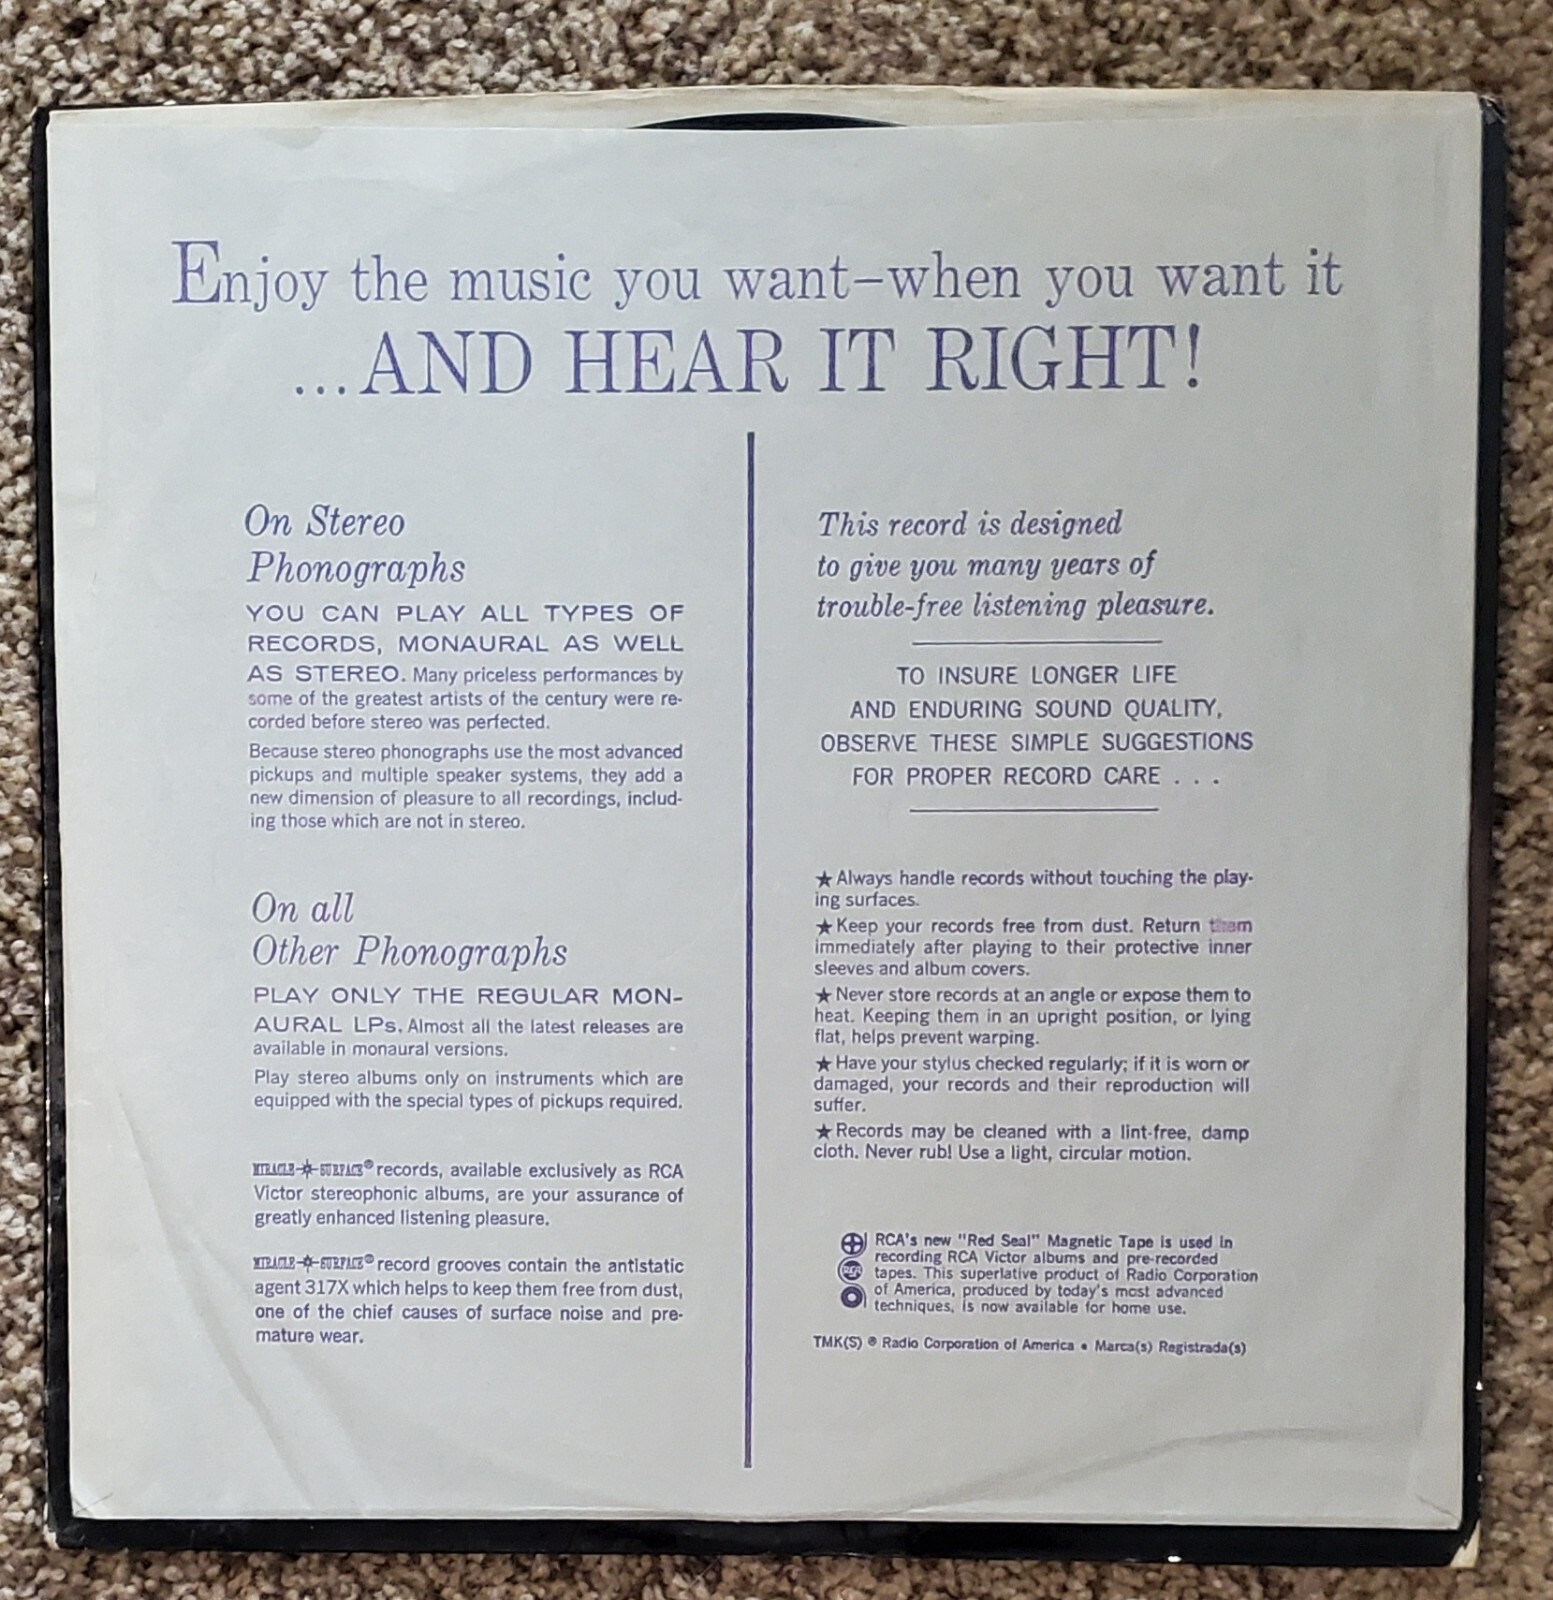 Enjoy the music you want–when you want it
...AND HEAR IT RIGHT!
On Stereo
Phonographs
YOU CAN PLAY ALL TYPES OF
RECORDS, MONAURAL AS WELL
AS STEREO. Many priceless performances by
some of the greatest artists of the century were re-
corded before stereo was perfected.
Because stereo phonographs use the most advanced
pickups and multiple speaker systems, they add a
new dimension of pleasure to all recordings, includ-
ing those which are not in stereo.
On all
Other Phonographs
PLAY ONLY THE REGULAR MON-
AURAL LPs. Almost all the latest releases are
available in monaural versions.
Play stereo albums only on instruments which are
equipped with the special types of pickups required.
MIRACLE SURFACE® records, available exclusively as RCA
Victor stereophonic albums, are your assurance of
greatly enhanced listening pleasure.
MIRACLE SURFACE® record grooves contain the antistatic
agent 317X which helps to keep them free from dust,
one of the chief causes of surface noise and pre-
mature wear.
This record is designed
to give you many years of
trouble-free listening pleasure.
TO INSURE LONGER LIFE
AND ENDURING SOUND QUALITY,
OBSERVE THESE SIMPLE SUGGESTIONS
FOR PROPER RECORD CARE . . .
★ Always handle records without touching the play-
ing surfaces.
★ Keep your records free from dust. Return them
immediately after playing to their protective inner
sleeves and album covers.
★ Never store records at an angle or expose them to
heat. Keeping them in an upright position, or lying
flat, helps prevent warping.
★ Have your stylus checked regularly; if it is worn or
damaged, your records and their reproduction will
suffer.
★ Records may be cleaned with a lint-free, damp
cloth. Never rub! Use a light, circular motion.
RCA
RCA's new "Red Seal" Magnetic Tape is used in
recording RCA Victor albums and pre-recorded
tapes. This superlative product of Radio Corporation
of America, produced by today's most advanced
techniques, is now available for home use.
TMK(S) ® Radio Corporation of America • Marca(s) Registrada(s)